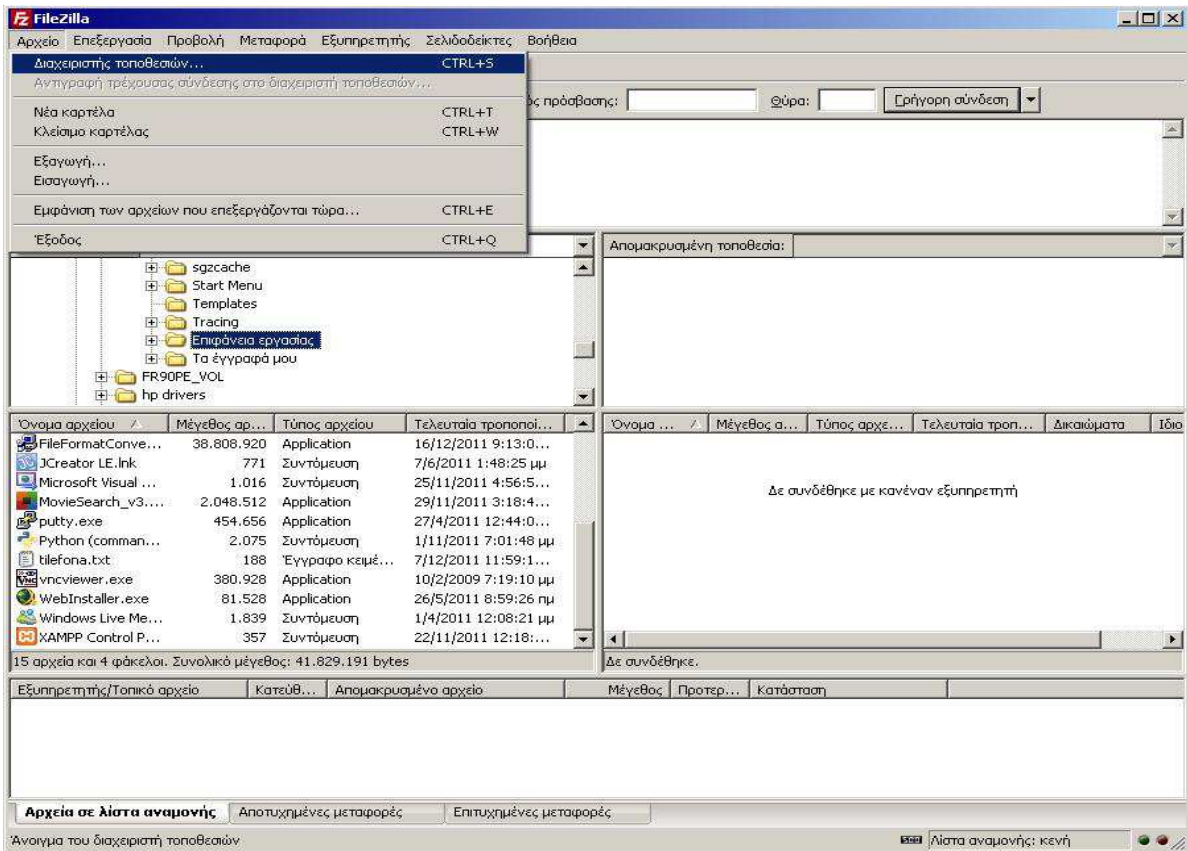 FileZilla
Αρχείο Επεξεργασία Προβολή Μεταφορά Εξυπηρετητής Σελιδοδείκτες Βοήθεια
Διαχειριστής τοποθεσιών... CTRL+S
Αντιγραφή τρέχουσας σύνδεσης στο διαχειριστή τοποθεσιών...
Νέα καρτέλα CTRL+T
Κλείσιμο καρτέλας CTRL+W
Εξαγωγή...
Εισαγωγή...
Εμφάνιση των αρχείων που επεξεργάζονται τώρα... CTRL+E
Έξοδος CTRL+Q
ός πρόσβασης: Θύρα: Γρήγορη σύνδεση
Απομακρυσμένη τοποθεσία:
sgzcache
Start Menu
Templates
Tracing
Επιφάνεια εργασίας
Τα έγγραφά μου
FR90PE_VOL
hp drivers
Όνομα αρχείου Μέγεθος αρ... Τύπος αρχείου Τελευταία τροποποί...
FileFormatConve... 38.808.920 Application 16/12/2011 9:13:0...
JCreator LE.lnk 771 Συντόμευση 7/6/2011 1:48:25 μμ
Microsoft Visual ... 1.016 Συντόμευση 25/11/2011 4:56:5...
MovieSearch_v3.... 2.048.512 Application 29/11/2011 3:18:4...
putty.exe 454.656 Application 27/4/2011 12:44:0...
Python (comman... 2.075 Συντόμευση 1/11/2011 7:01:48 μμ
tilefona.txt 188 Έγγραφο κειμέ... 7/12/2011 11:59:1...
vncviewer.exe 380.928 Application 10/2/2009 7:19:10 μμ
WebInstaller.exe 81.528 Application 26/5/2011 8:59:26 πμ
Windows Live Me... 1.839 Συντόμευση 1/4/2011 12:08:21 μμ
XAMPP Control P... 357 Συντόμευση 22/11/2011 12:18:...
15 αρχεία και 4 φάκελοι. Συνολικό μέγεθος: 41.829.191 bytes
Όνομα ... Μέγεθος α... Τύπος αρχε... Τελευταία τροπ... Δικαιώματα Ιδιο
Δε συνδέθηκε με κανέναν εξυπηρετητή
Δε συνδέθηκε.
Εξυπηρετητής/Τοπικό αρχείο Κατεύθ... Απομακρυσμένο αρχείο Μέγεθος Προτερ... Κατάσταση
Αρχεία σε λίστα αναμονής Αποτυχημένες μεταφορές Επιτυχημένες μεταφορές
Άνοιγμα του διαχειριστή τοποθεσιών Λίστα αναμονής: κενή